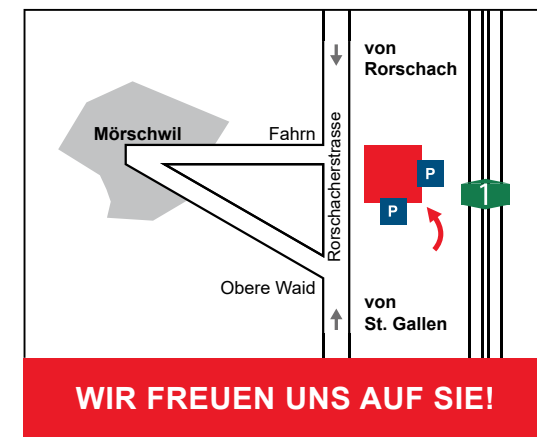 von
Rorschach
Mörschwil
Fahrn
Rorschacherstrasse
P
1
P
Obere Waid
von
St. Gallen
WIR FREUEN UNS AUF SIE!